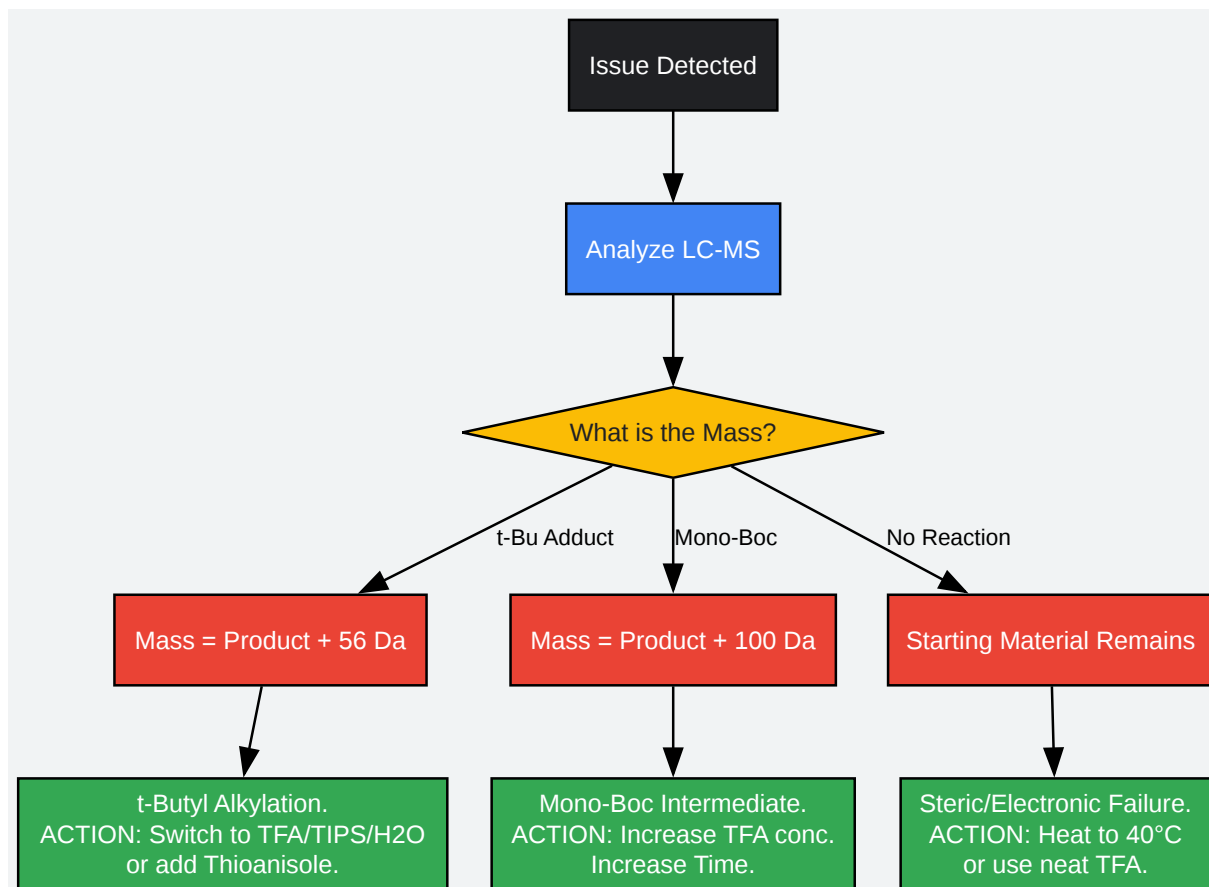 Issue Detected
Analyze LC-MS
What is the Mass?
t-Bu Adduct
Mono-Boc
No Reaction
Mass = Product + 56 Da
Mass = Product + 100 Da
Starting Material Remains
t-Butyl Alkylation.
ACTION: Switch to TFA/TIPS/H2O
or add Thioanisole.
Mono-Boc Intermediate.
ACTION: Increase TFA conc.
Increase Time.
Steric/Electronic Failure.
ACTION: Heat to 40°C
or use neat TFA.